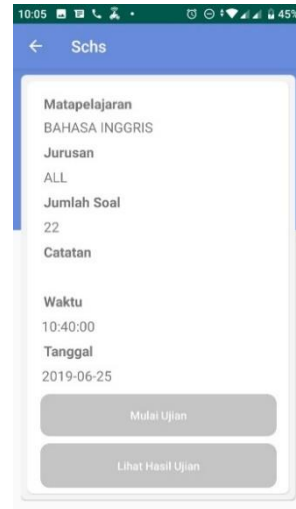 10:05 45%
Schs
Matapelajaran
BAHASA INGGRIS
Jurusan
ALL
Jumlah Soal
22
Catatan
Waktu
10:40:00
Tanggal
2019-06-25
Mulai Ujian
Lihat Hasil Ujian